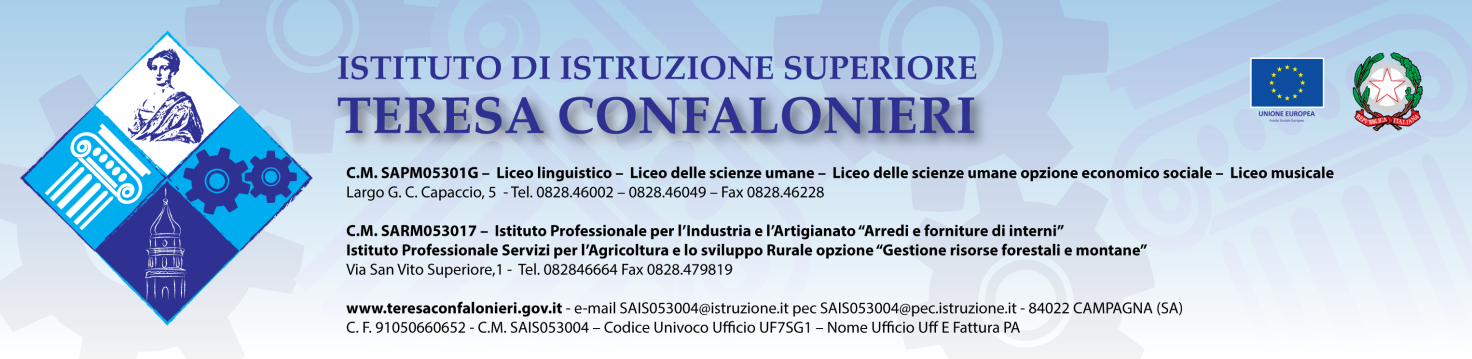 ISTITUTO DI ISTRUZIONE SUPERIORE
TERESA CONFALONIERI
UNIONE EUROPEA
Fondo Sociale Europeo
REPVBBLICA ITALIANA
C.M. SAPM05301G – Liceo linguistico – Liceo delle scienze umane – Liceo delle scienze umane opzione economico sociale – Liceo musicale
Largo G. C. Capaccio, 5 - Tel. 0828.46002 – 0828.46049 – Fax 0828.46228
C.M. SARM053017 – Istituto Professionale per l’Industria e l’Artigianato “Arredi e forniture di interni”
Istituto Professionale Servizi per l’Agricoltura e lo sviluppo Rurale opzione “Gestione risorse forestali e montane”
Via San Vito Superiore,1 - Tel. 082846664 Fax 0828.479819
www.teresaconfalonieri.gov.it - e-mail SAIS053004@istruzione.it pec SAIS053004@pec.istruzione.it - 84022 CAMPAGNA (SA)
C. F. 91050660652 - C.M. SAIS053004 – Codice Univoco Ufficio UF7SG1 – Nome Ufficio Uff E Fattura PA